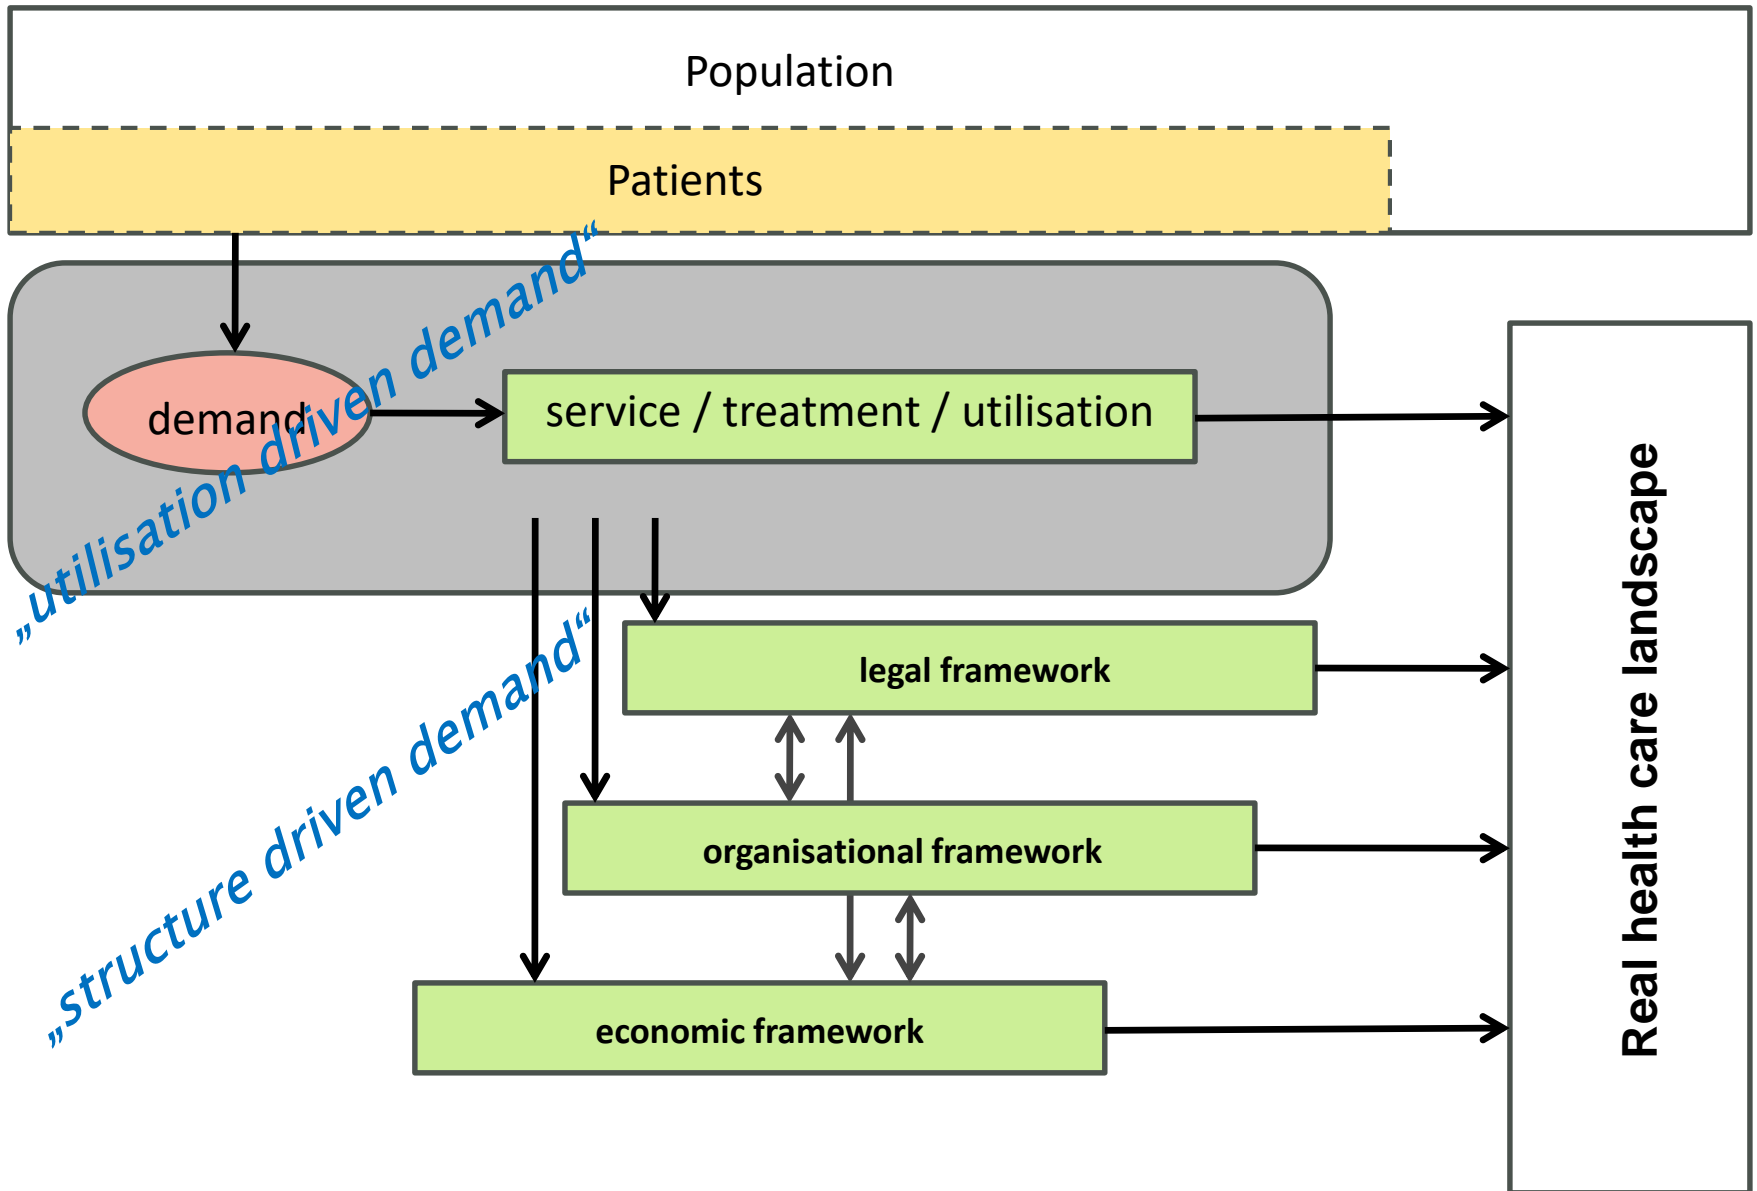 Population
Patients
„utilisation driven demand“
demand
service / treatment / utilisation
Real health care landscape
„structure driven demand“
legal framework
organisational framework
economic framework